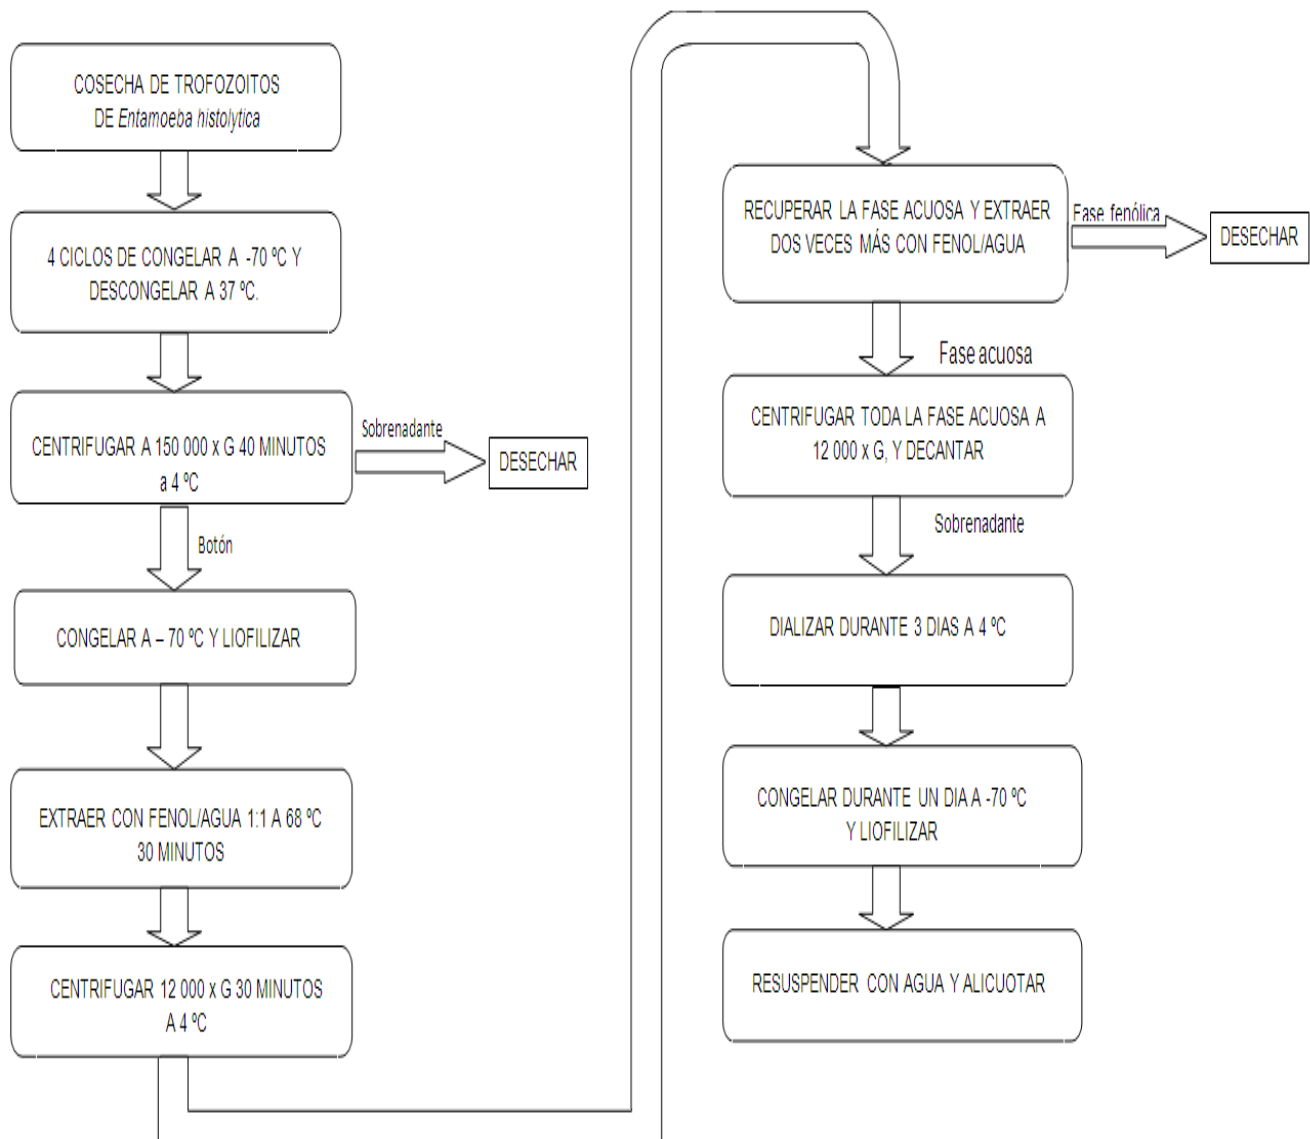 COSECHA DE TROFOZOITOS
DE Entamoeba histolytica
4 CICLOS DE CONGELAR A -70 ºC Y
DESCONGELAR A 37 ºC.
CENTRIFUGAR A 150 000 x G 40 MINUTOS
a 4 ºC
Sobrenadante
DESECHAR
Botón
CONGELAR A – 70 ºC Y LIOFILIZAR
EXTRAER CON FENOL/AGUA 1:1 A 68 ºC
30 MINUTOS
CENTRIFUGAR 12 000 x G 30 MINUTOS
A 4 ºC
RECUPERAR LA FASE ACUOSA Y EXTRAER
DOS VECES MÁS CON FENOL/AGUA
Fase fenólica
DESECHAR
Fase acuosa
CENTRIFUGAR TODA LA FASE ACUOSA A
12 000 x G, Y DECANTAR
Sobrenadante
DIALIZAR DURANTE 3 DIAS A 4 ºC
CONGELAR DURANTE UN DIA A -70 ºC
Y LIOFILIZAR
RESUSPENDER CON AGUA Y ALICUOTAR